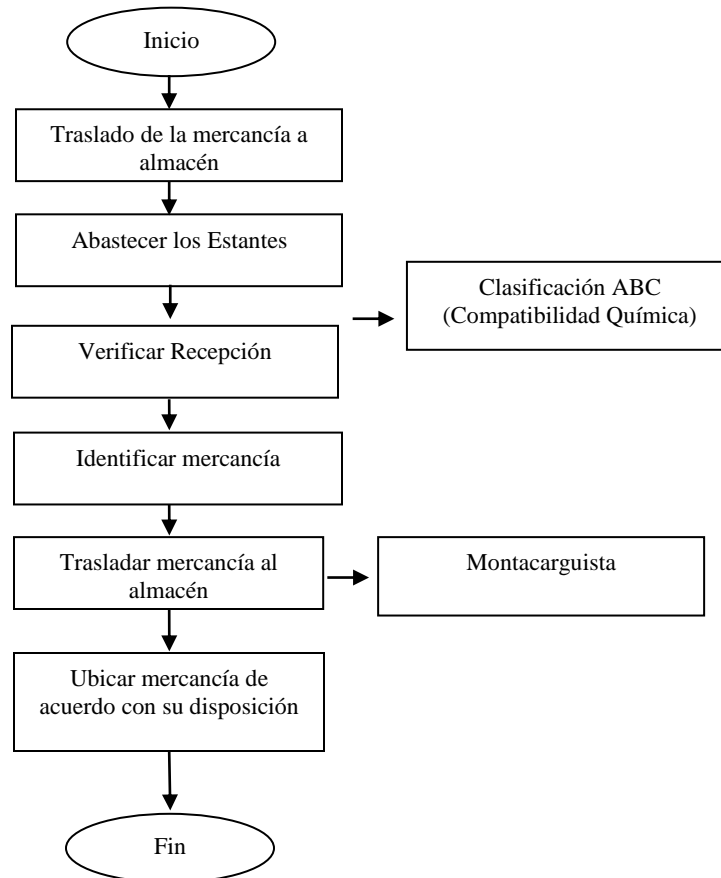 Inicio
Traslado de la mercancía a
almacén
Abastecer los Estantes
Clasificación ABC
(Compatibilidad Química)
Verificar Recepción
Identificar mercancía
Trasladar mercancía al
almacén
Montacarguista
Ubicar mercancía de
acuerdo con su disposición
Fin